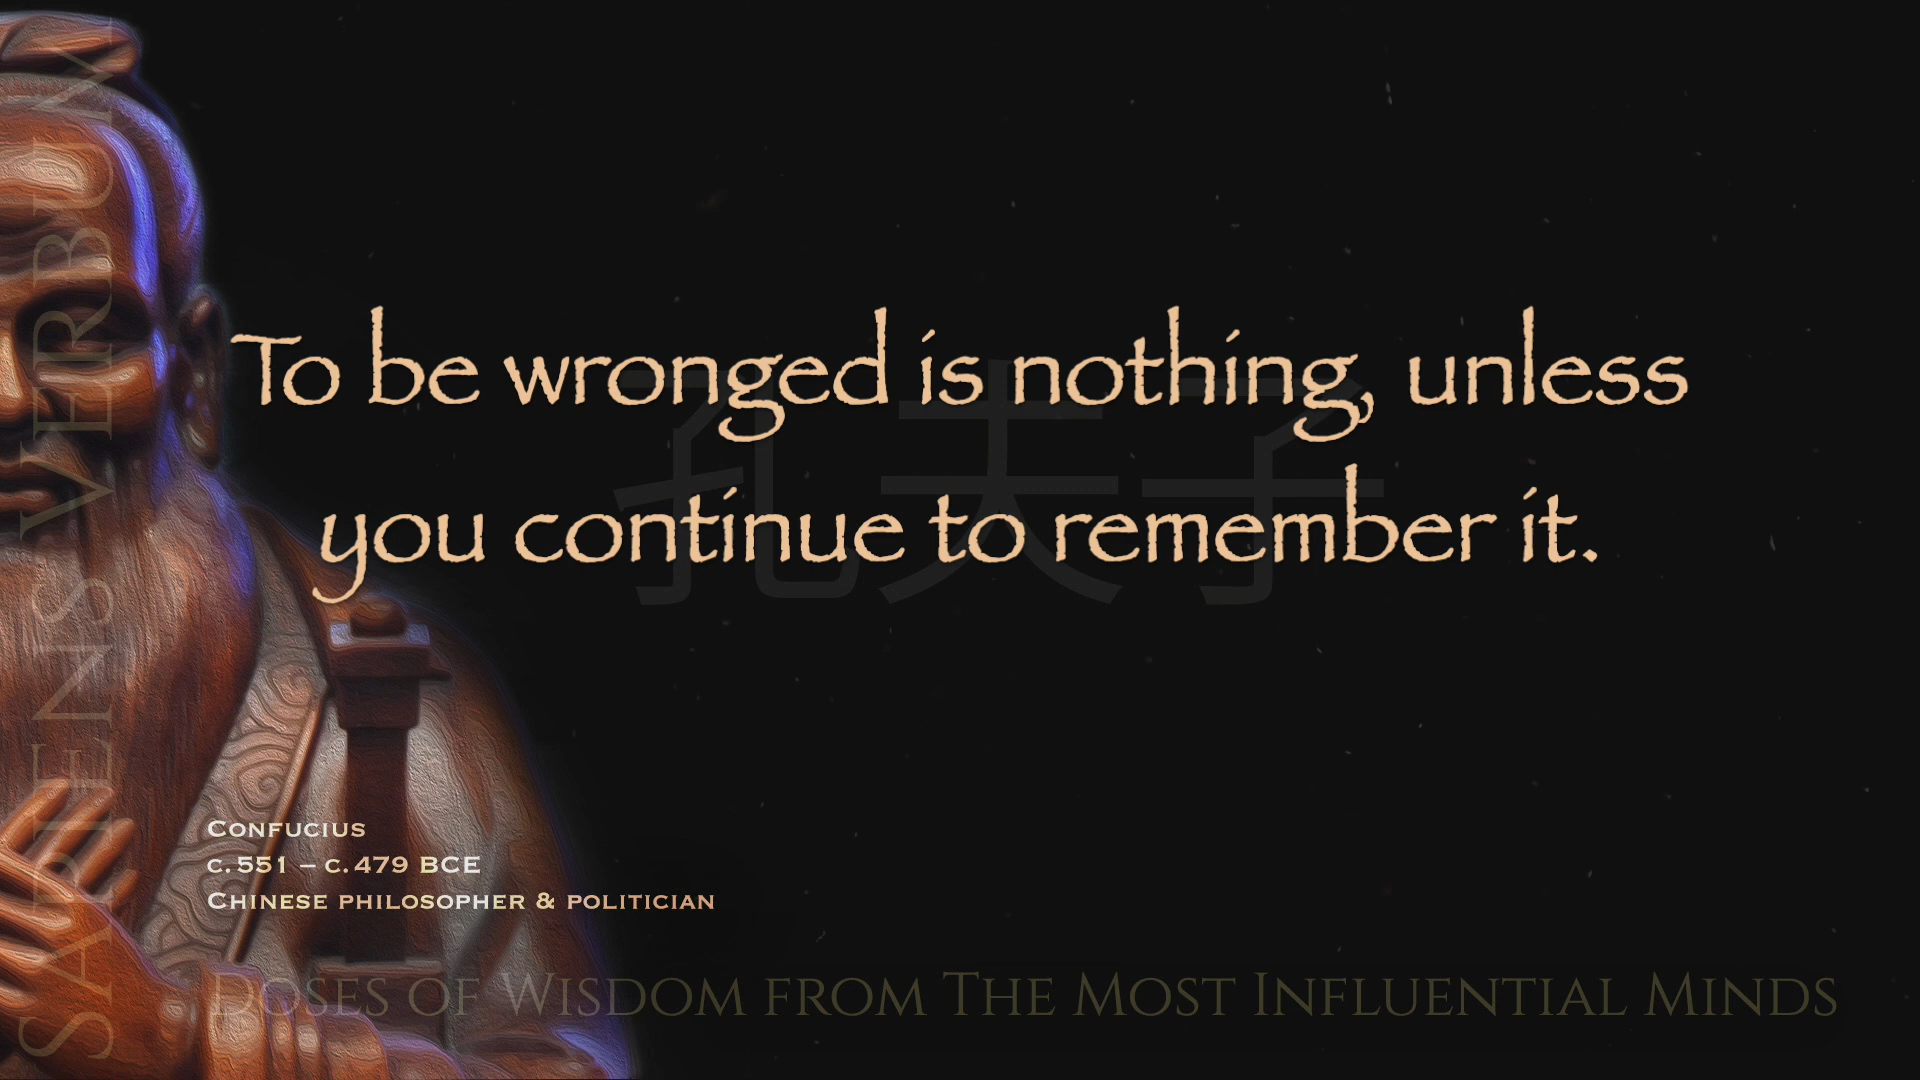 To be wronged is nothing, unless
you continue to remember it.
孔夫子
Confucius
c. 551 – c. 479 BCE
Chinese philosopher & politician
Doses of Wisdom from The Most Influential Minds
SAPIENS VERBUM